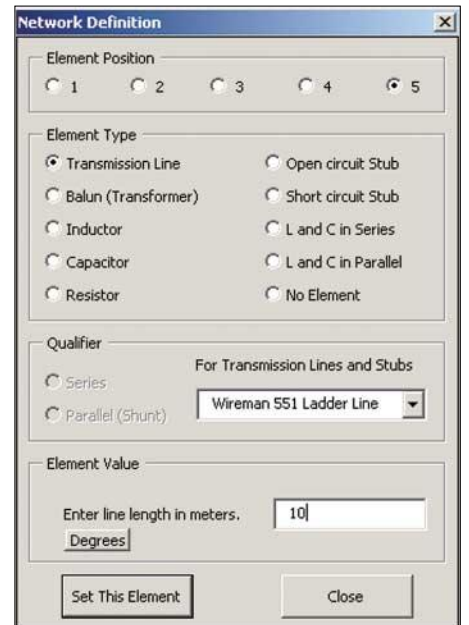 Network Definition
Element Position
1 2 3 4 5
Element Type
Transmission Line Open circuit Stub
Balun (Transformer) Short circuit Stub
Inductor L and C in Series
Capacitor L and C in Parallel
Resistor No Element
Qualifier
For Transmission Lines and Stubs
Series
Wireman 551 Ladder Line
Parallel (Shunt)
Element Value
Enter line length in meters. 10
Degrees
Set This Element Close